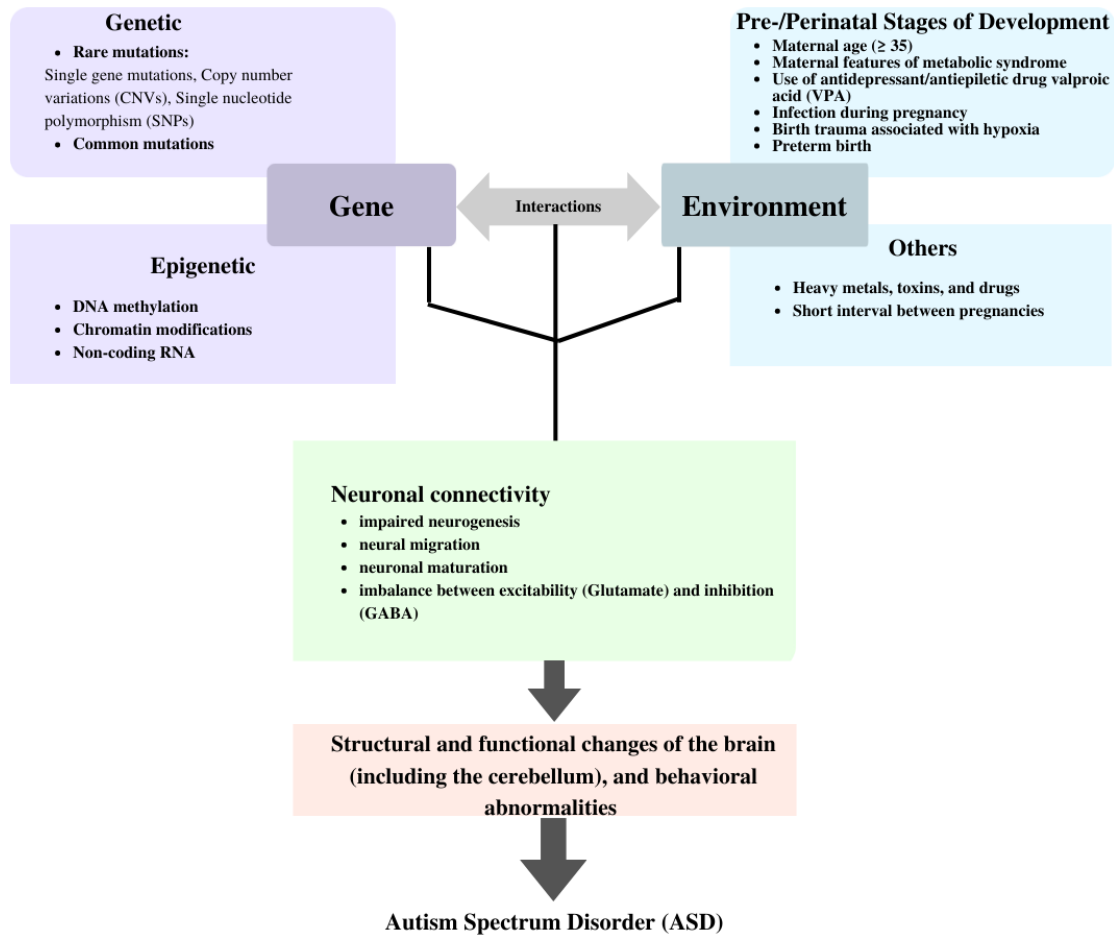 Genetic
• Rare mutations:
Single gene mutations, Copy number
variations (CNVs), Single nucleotide
polymorphism (SNPs)
• Common mutations
Pre-/Perinatal Stages of Development
• Maternal age (≥ 35)
• Maternal features of metabolic syndrome
• Use of antidepressant/antiepiletic drug valproic
acid (VPA)
• Infection during pregnancy
• Birth trauma associated with hypoxia
• Preterm birth
Gene
Interactions
Environment
Epigenetic
• DNA methylation
• Chromatin modifications
• Non-coding RNA
Others
• Heavy metals, toxins, and drugs
• Short interval between pregnancies
Neuronal connectivity
• impaired neurogenesis
• neural migration
• neuronal maturation
• imbalance between excitability (Glutamate) and inhibition
(GABA)
Structural and functional changes of the brain
(including the cerebellum), and behavioral
abnormalities
Autism Spectrum Disorder (ASD)